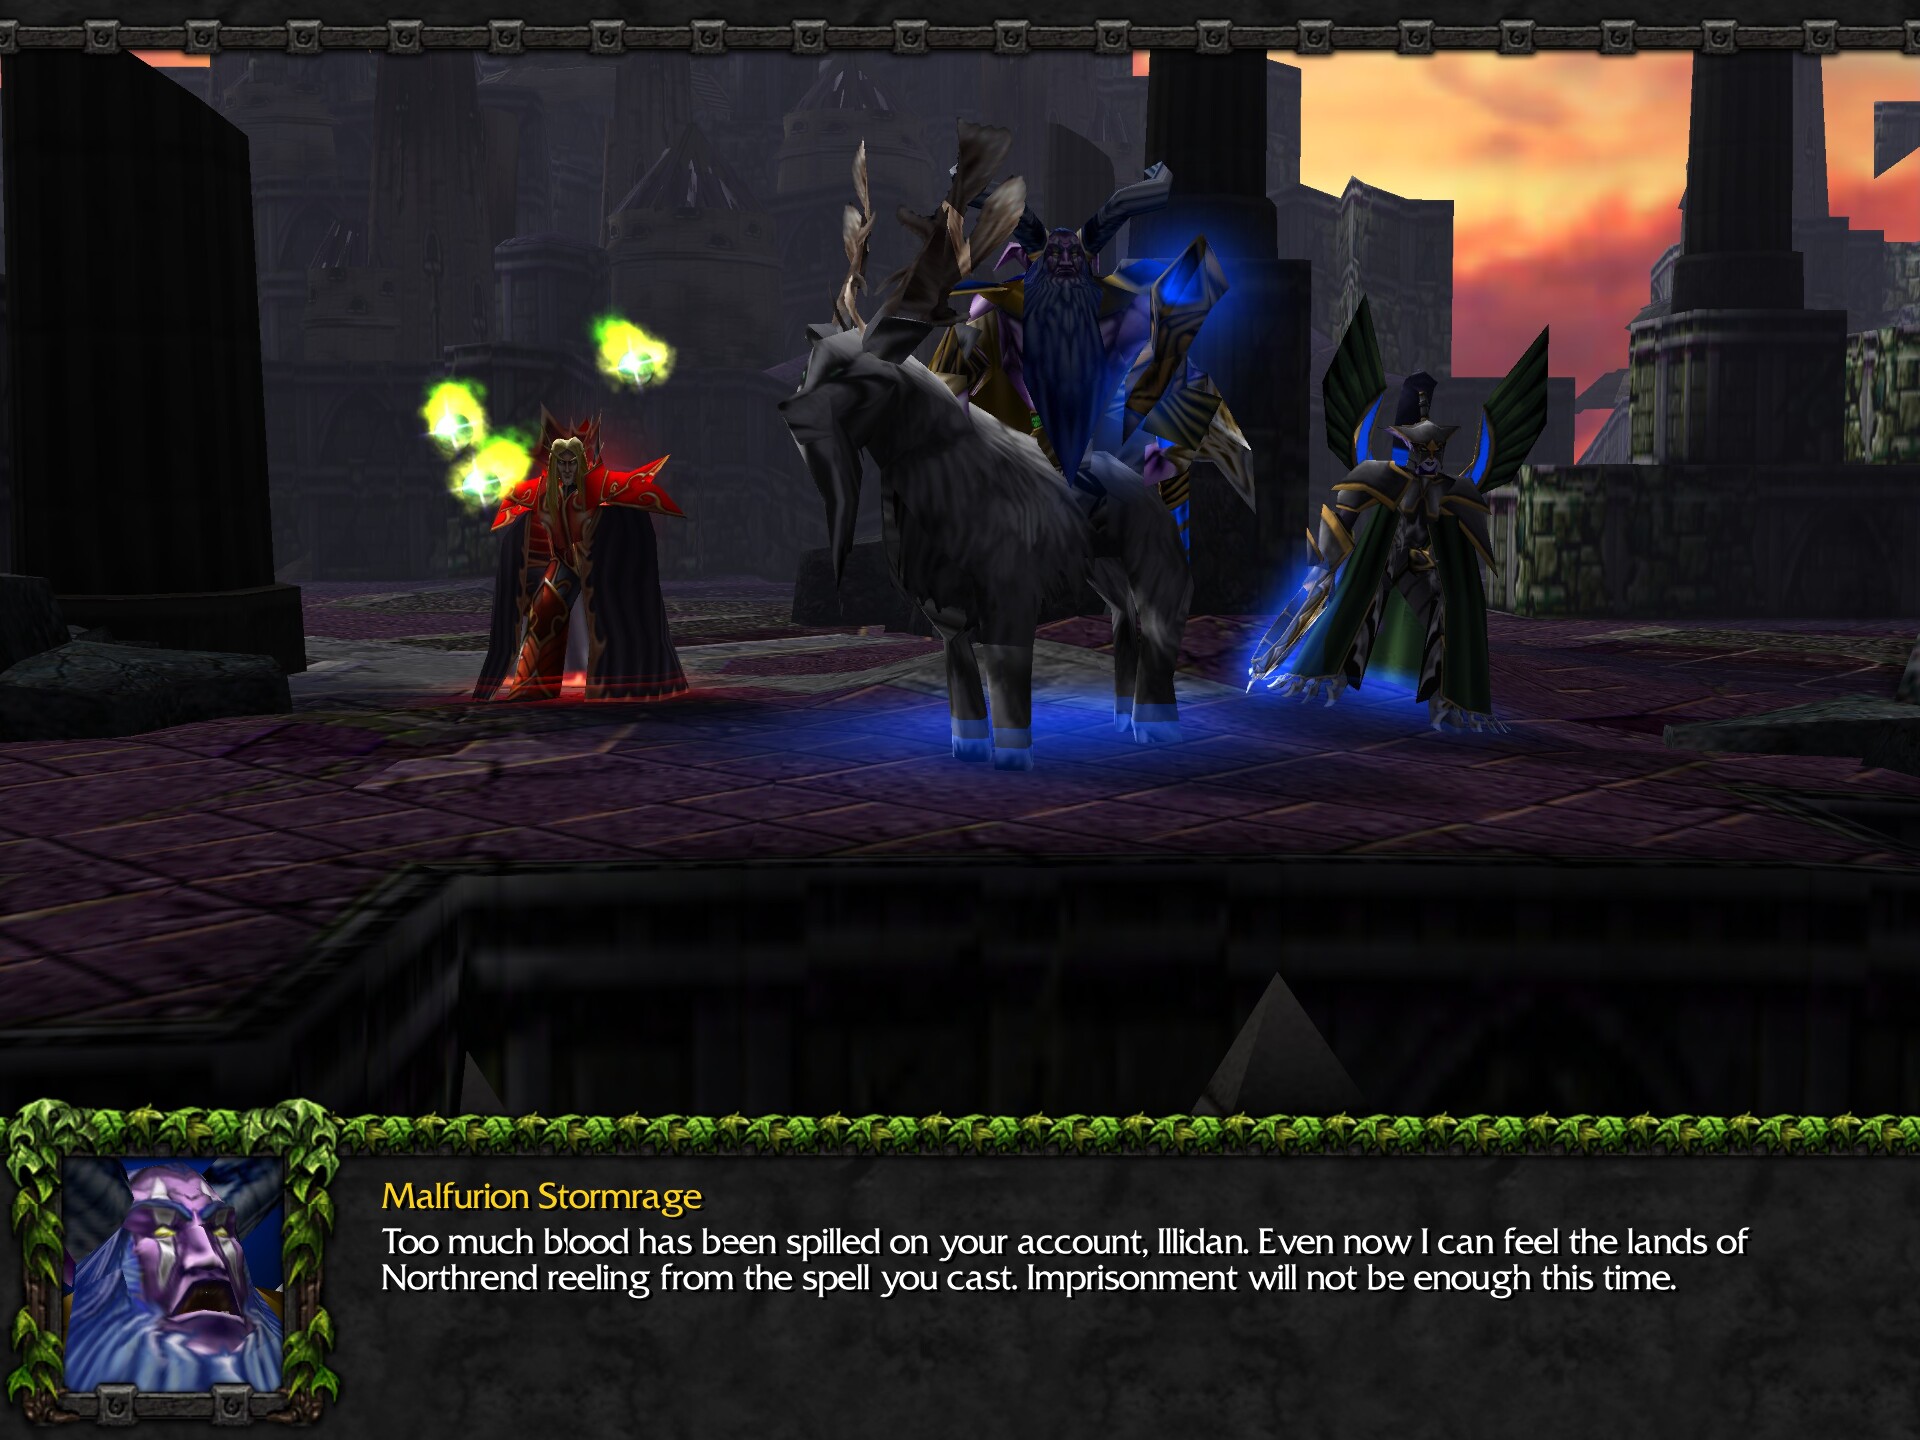 Malfurion Stormrage
Too much blood has been spilled on your account, Illidan. Even now I can feel the lands of
Northrend reeling from the spell you cast. Imprisonment will not be enough this time.